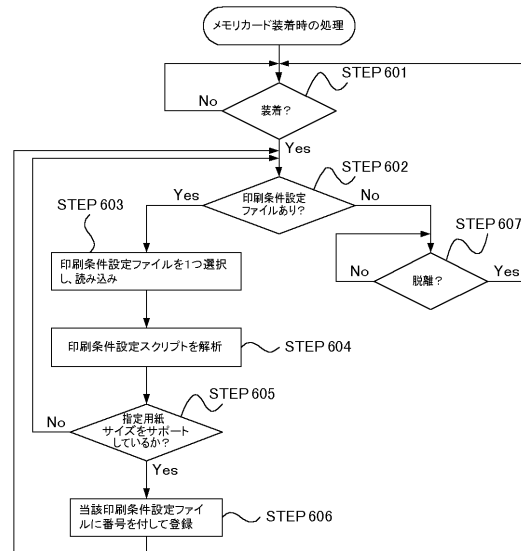 メモリカード装着時の処理
STEP 601
装着?
No
Yes
STEP 602
印刷条件設定
ファイルあり?
Yes
No
STEP 603
印刷条件設定ファイルを1つ選択
し、読み込み
STEP 607
脱離?
No
Yes
印刷条件設定スクリプトを解析
STEP 604
STEP 605
指定用紙
サイズをサポート
しているか?
No
Yes
当該印刷条件設定ファイ
ルに番号を付して登録
STEP 606